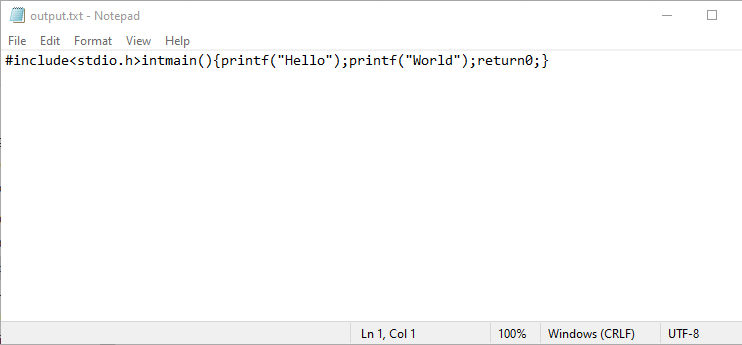 output.txt - Notepad
File Edit Format View Help
#include<stdio.h>intmain(){printf("Hello");printf("World");return0;}
Ln 1, Col 1 100% Windows (CRLF) UTF-8